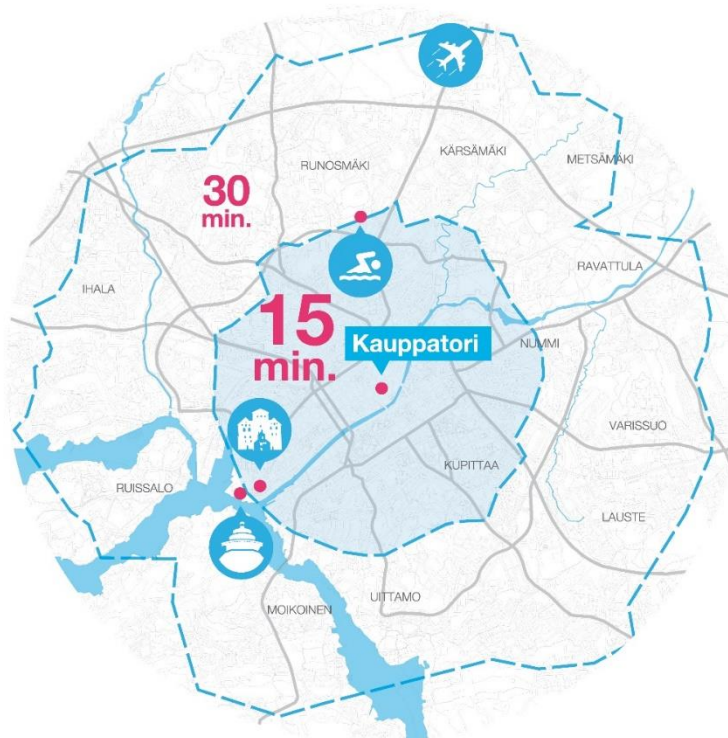 KÄRSÄMÄKI
RUNOSMÄKI
METSÄMÄKI
30
min.
RAVATTULA
IHALA
15
min.
Kauppatori
NUMMI
VARISSUO
KUPITTAA
RUISSALO
LAUSTE
UITTAMO
MOIKOINEN